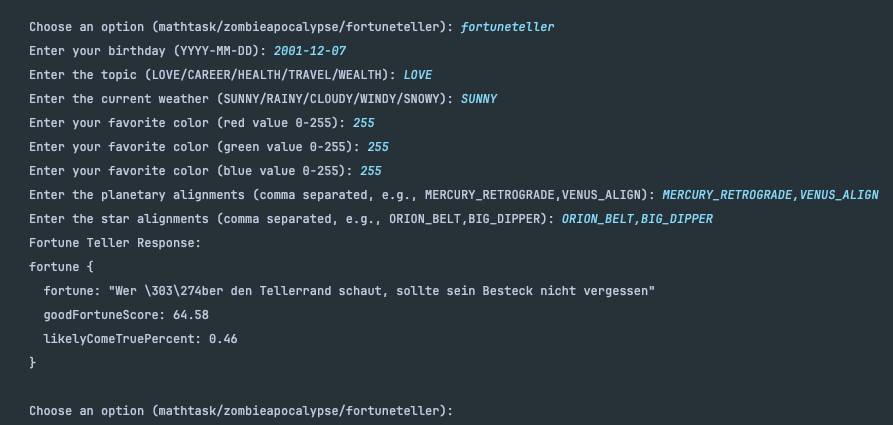 Choose an option (mathtask/zombieapocalypse/fortuneteller): fortuneteller
Enter your birthday (YYYY-MM-DD): 2001-12-07
Enter the topic (LOVE/CAREER/HEALTH/TRAVEL/WEALTH): LOVE
Enter the current weather (SUNNY/RAINY/CLOUDY/WINDY/SNOWY): SUNNY
Enter your favorite color (red value 0-255): 255
Enter your favorite color (green value 0-255): 255
Enter your favorite color (blue value 0-255): 255
Enter the planetary alignments (comma separated, e.g., MERCURY_RETROGRADE,VENUS_ALIGN): MERCURY_RETROGRADE,VENUS_ALIGN
Enter the star alignments (comma separated, e.g., ORION_BELT,BIG_DIPPER): ORION_BELT,BIG_DIPPER
Fortune Teller Response:
fortune {
  fortune: "Wer \303\274ber den Tellerrand schaut, sollte sein Besteck nicht vergessen"
  goodFortuneScore: 64.58
  likelyComeTruePercent: 0.46
}
Choose an option (mathtask/zombieapocalypse/fortuneteller):